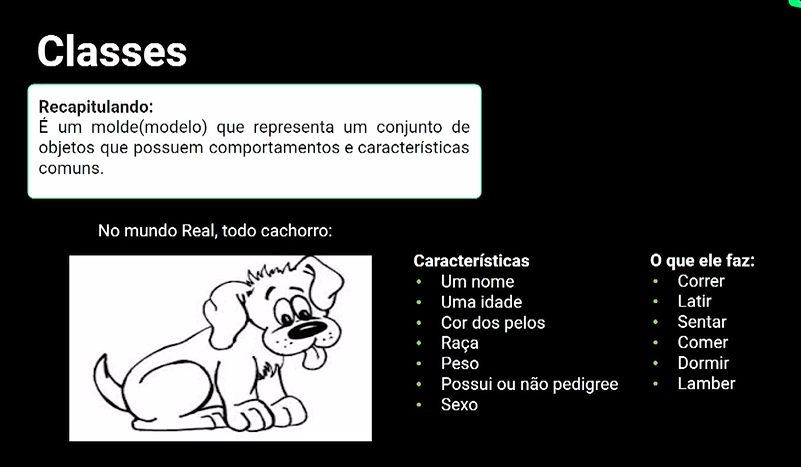 Classes
Recapitulando:
É um molde(modelo) que representa um conjunto de
objetos que possuem comportamentos e características
comuns.
No mundo Real, todo cachorro:
Características
Um nome
Uma idade
Cor dos pelos
Raça
Peso
Possui ou não pedigree
Sexo
O que ele faz:
Correr
Latir
Sentar
Comer
Dormir
Lamber